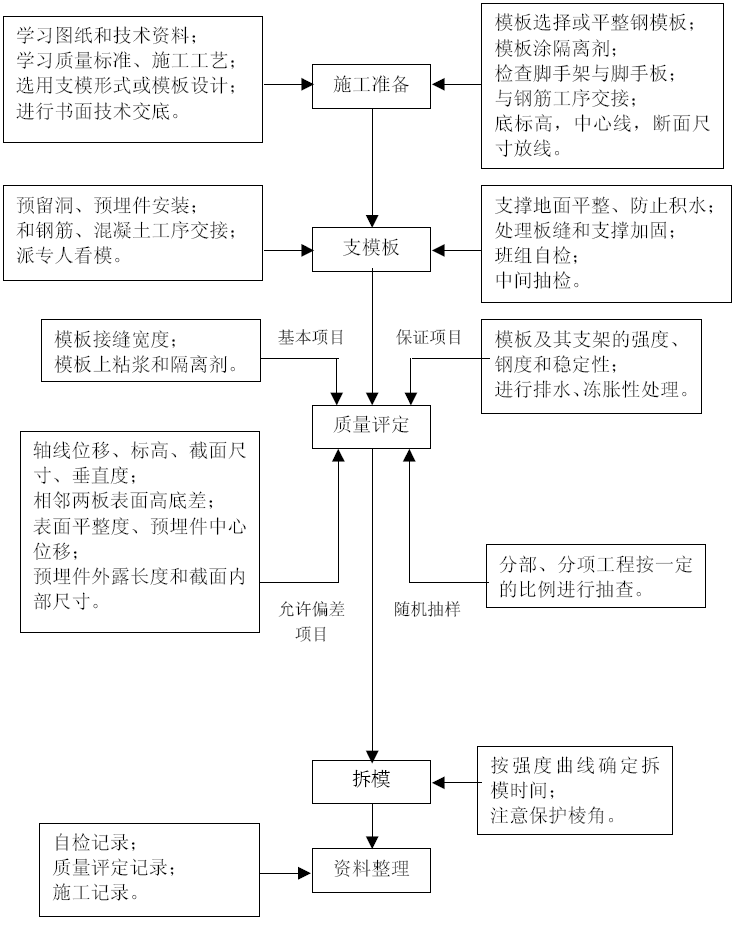 学习图纸和技术资料；
学习质量标准、施工工艺；
选用支模形式或模板设计；
进行书面技术交底。
施工准备
模板选择或平整钢模板；
模板涂隔离剂；
检查脚手架与脚手板；
与钢筋工序交接；
底标高，中心线，断面尺
寸放线。
预留洞、预埋件安装；
和钢筋、混凝土工序交接；
派专人看模。
支模板
支撑地面平整、防止积水；
处理板缝和支撑加固；
班组自检；
中间抽检。
模板接缝宽度；
模板上粘浆和隔离剂。
基本项目
保证项目
模板及其支架的强度、
钢度和稳定性；
进行排水、冻胀性处理。
质量评定
轴线位移、标高、截面尺
寸、垂直度；
相邻两板表面高底差；
表面平整度、预埋件中心
位移；
预埋件外露长度和截面内
部尺寸。
允许偏差
项目
随机抽样
分部、分项工程按一定
的比例进行抽查。
拆模
按强度曲线确定拆
模时间；
注意保护棱角。
自检记录；
质量评定记录；
施工记录。
资料整理